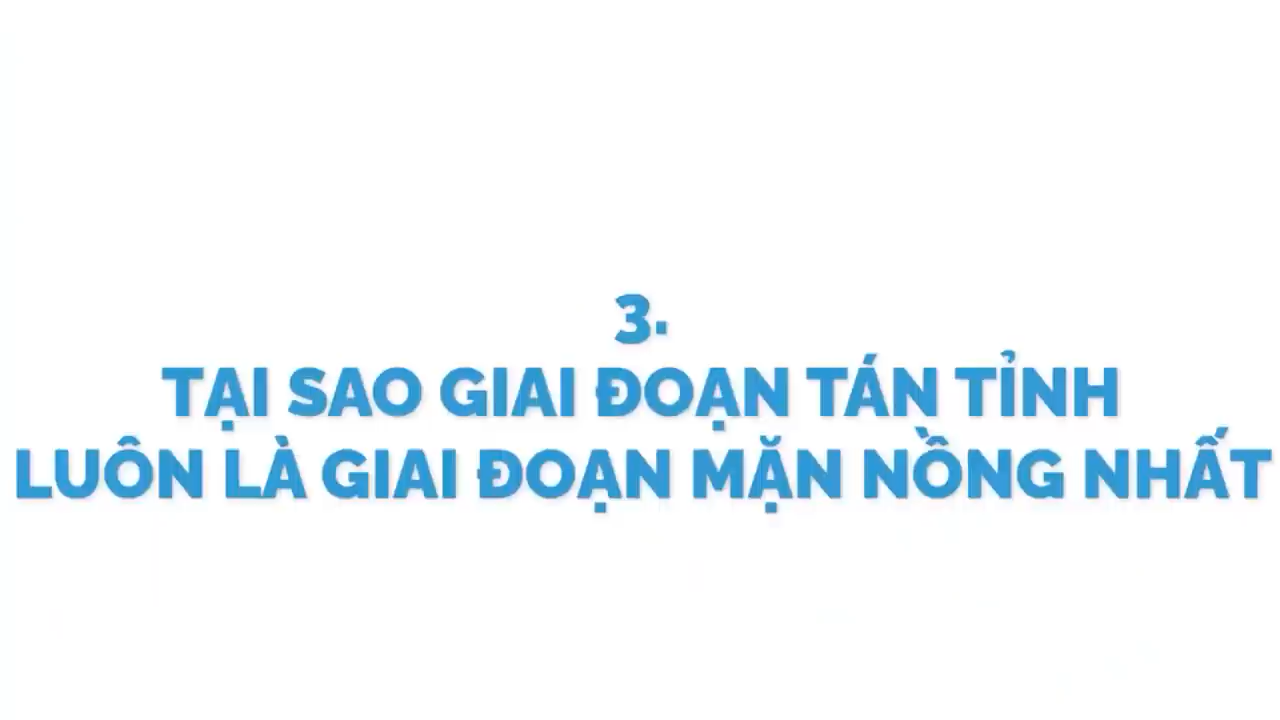 3.
TẠI SAO GIAI ĐOẠN TÁN TỈNH
LUÔN LÀ GIAI ĐOẠN MẶN NỒNG NHẤT